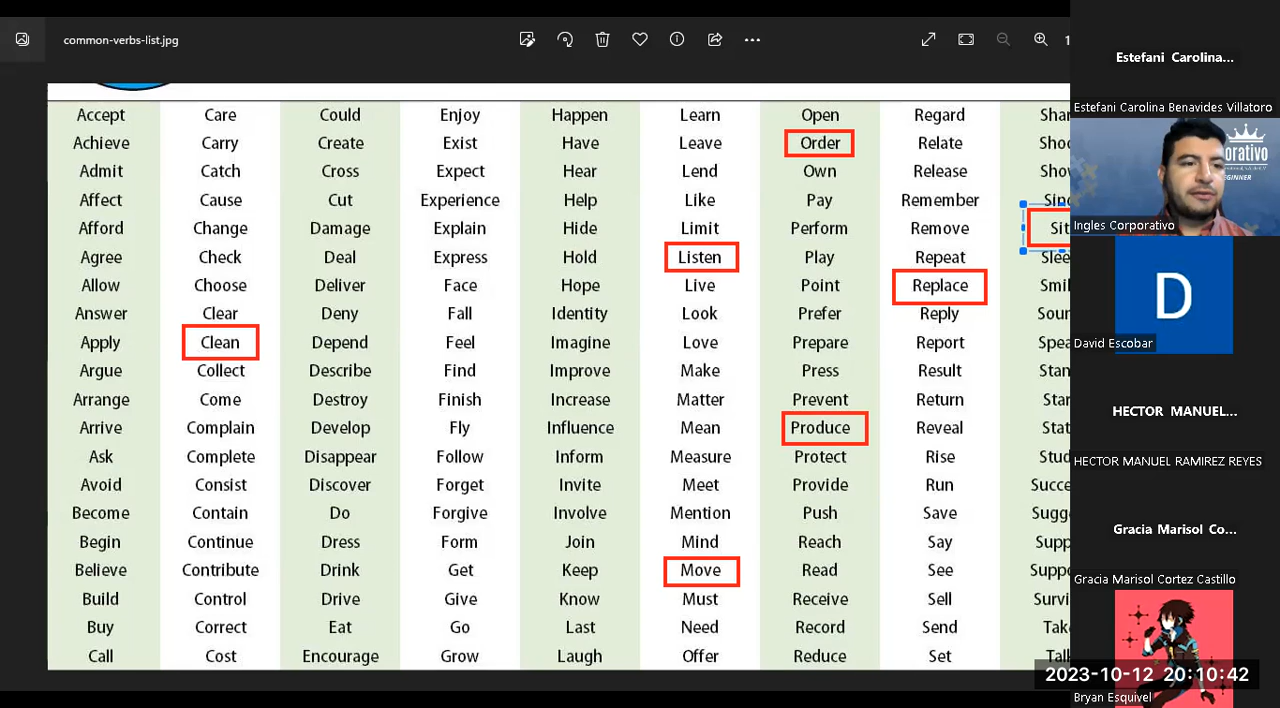 common-verbs-list.jpg
Accept Care Could Enjoy Happen Learn Open Regard
Achieve Carry Create Exist Have Leave Order Relate
Admit Catch Cross Expect Hear Lend Own Release
Affect Cause Cut Experience Help Like Pay Remember
Afford Change Damage Explain Hide Limit Perform Remove Sit
Agree Check Deal Express Hold Listen Play Repeat
Allow Choose Deliver Face Hope Live Point Replace
Answer Clear Deny Fall Identity Look Prefer Reply
Apply Clean Depend Feel Imagine Love Prepare Report
Argue Collect Describe Find Improve Make Press Result
Arrange Come Destroy Finish Increase Matter Prevent Return
Arrive Complain Develop Fly Influence Mean Produce Reveal
Ask Complete Disappear Follow Inform Measure Protect Rise
Avoid Consist Discover Forget Invite Meet Provide Run
Become Contain Do Forgive Involve Mention Push Save
Begin Continue Dress Form Join Mind Reach Say
Believe Contribute Drink Get Keep Move Read See
Build Control Drive Give Know Must Receive Sell
Buy Correct Eat Go Last Need Record Send
Call Cost Encourage Grow Laugh Offer Reduce Set
Estefani Carolina...
Estefani Carolina Benavides Villatoro
Ingles Corporativo
D
David Escobar
HECTOR MANUEL...
HECTOR MANUEL RAMIREZ REYES
Gracia Marisol Co...
Gracia Marisol Cortez Castillo
2023-10-12 20:10:42
Bryan Esquivel